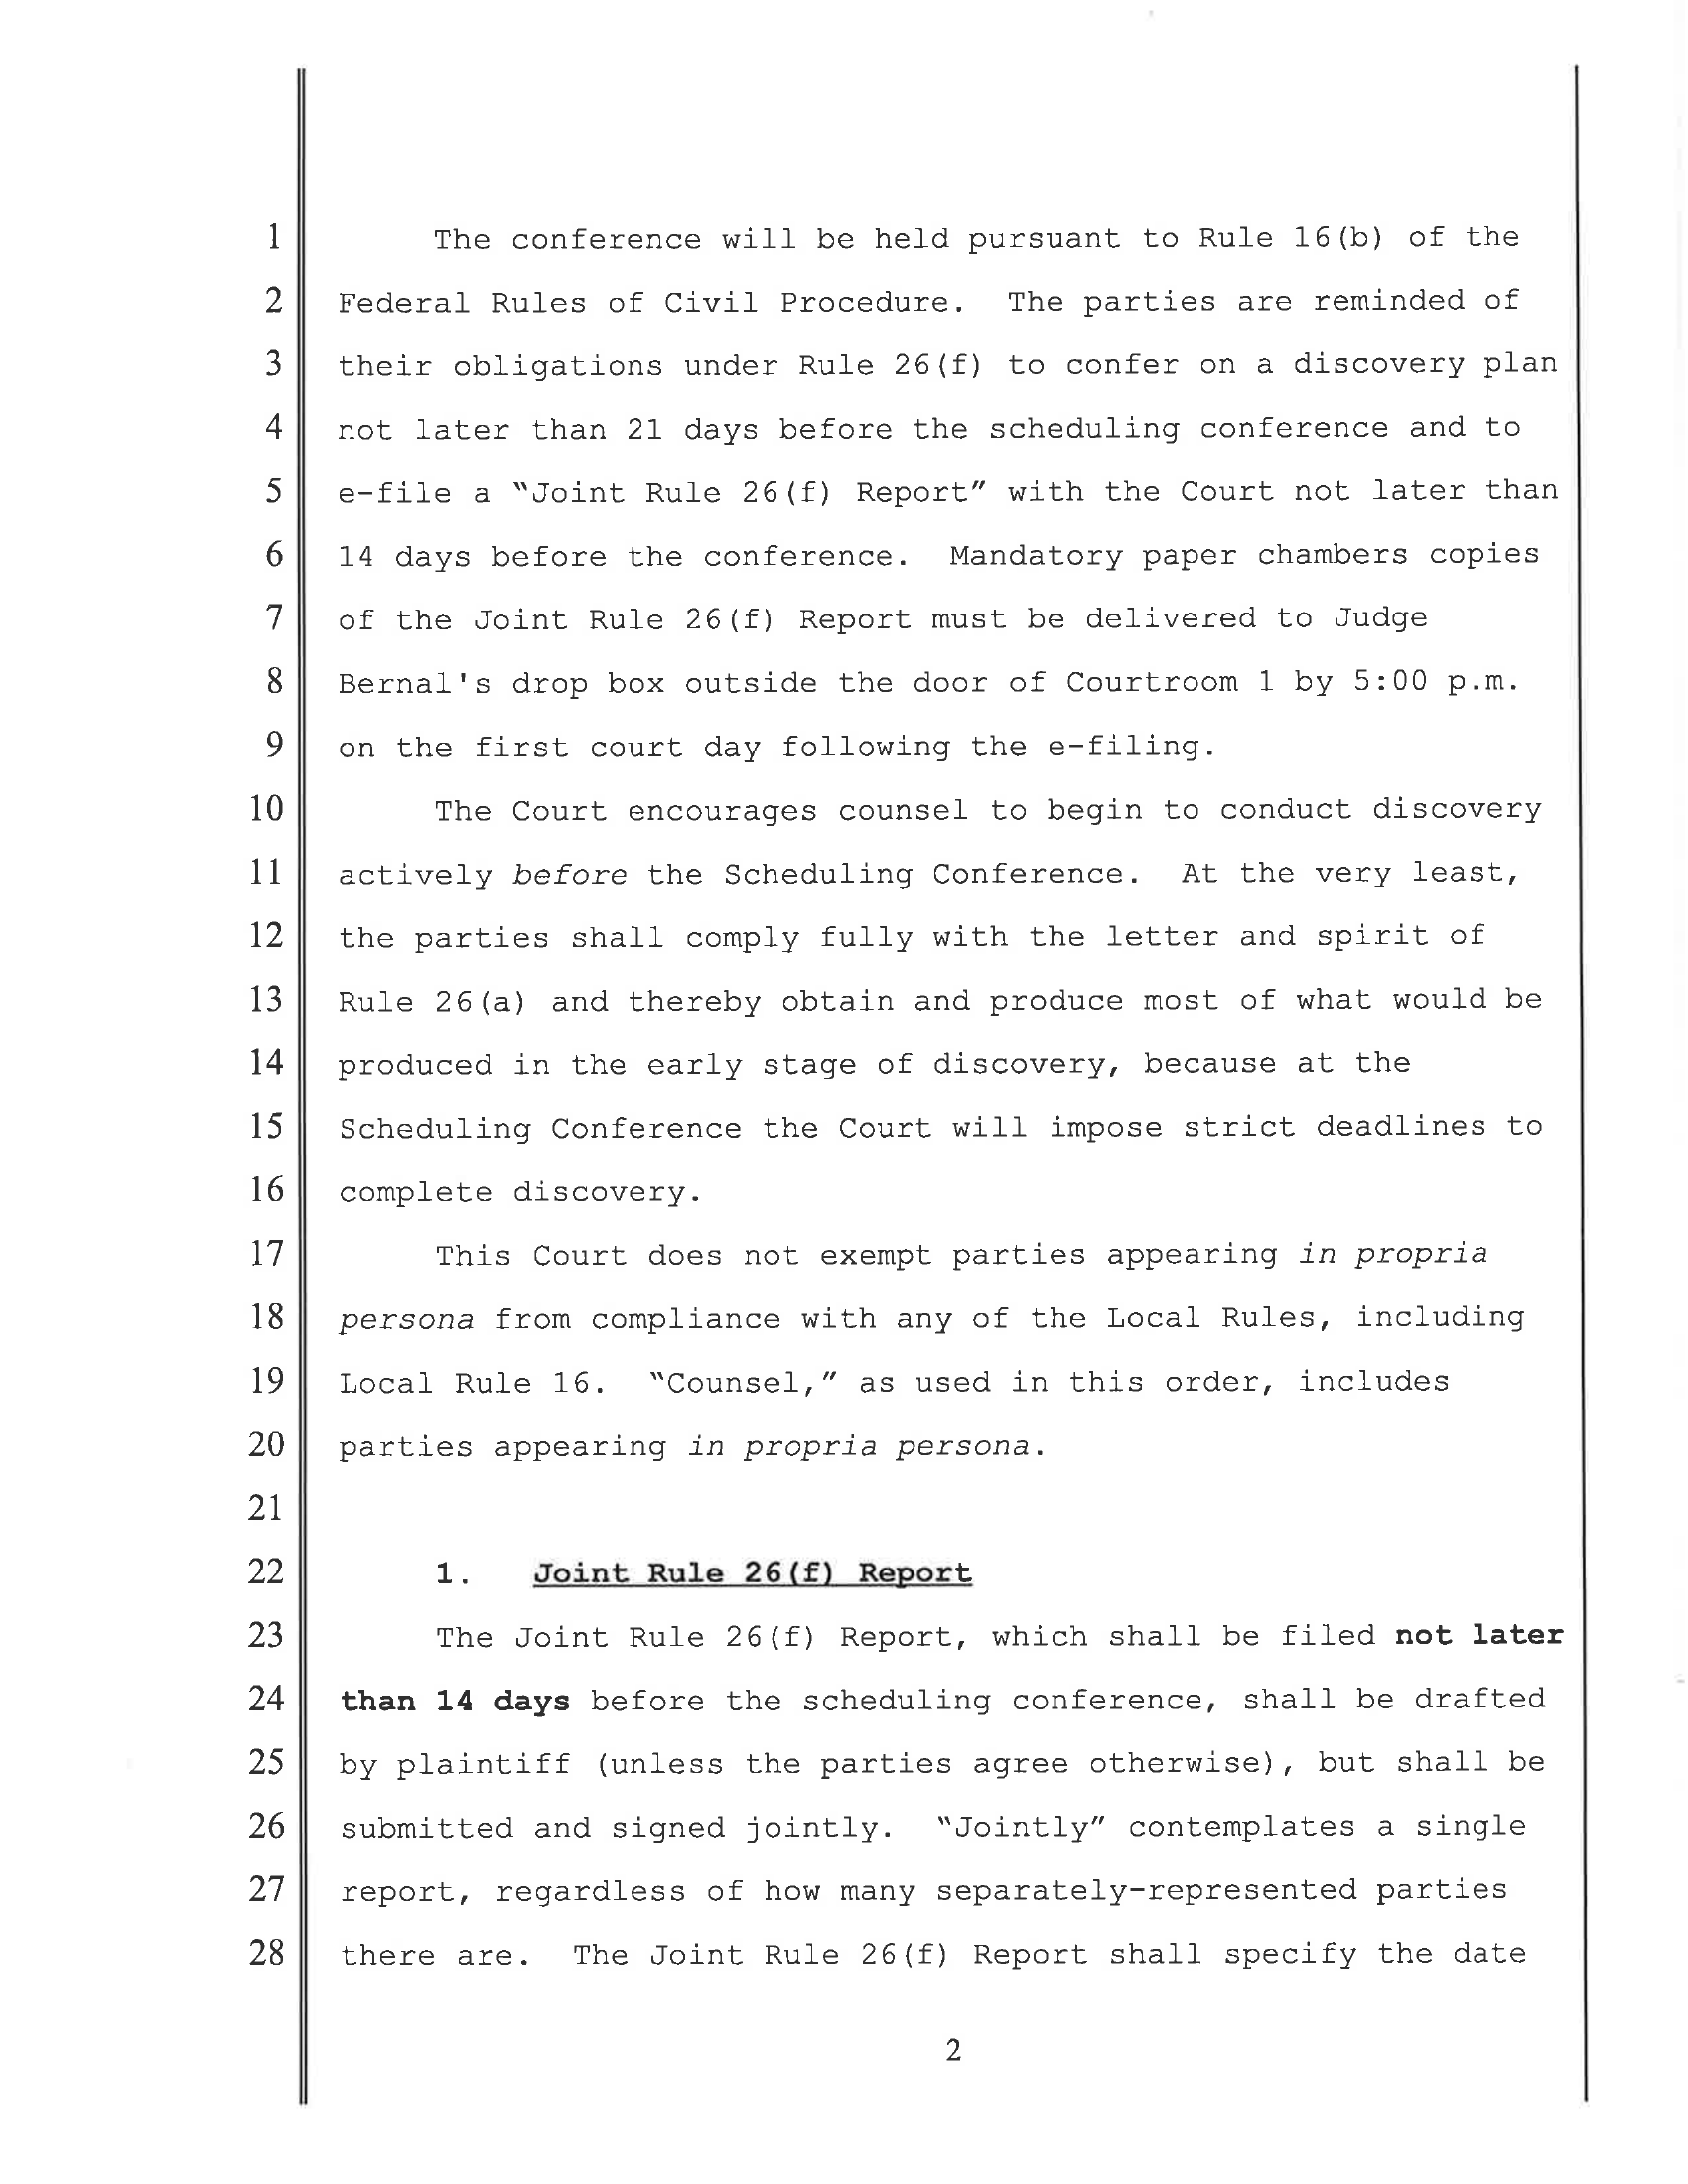 1 The conference will be held pursuant to Rule 16(b) of the
2 Federal Rules of Civil Procedure. The parties are reminded of
3 their obligations under Rule 26(f) to confer on a discovery plan
4 not later than 21 days before the scheduling conference and to
5 e-file a “Joint Rule 26(f) Report” with the Court not later than
6 14 days before the conference. Mandatory paper chambers copies
7 of the Joint Rule 26(f) Report must be delivered to Judge
8 Bernal's drop box outside the door of Courtroom 1 by 5:00 p.m.
9 on the first court day following the e-filing.
10 The Court encourages counsel to begin to conduct discovery
11 actively before the Scheduling Conference. At the very least,
12 the parties shall comply fully with the letter and spirit of
13 Rule 26(a) and thereby obtain and produce most of what would be
14 produced in the early stage of discovery, because at the
15 Scheduling Conference the Court will impose strict deadlines to
16 complete discovery.
17 This Court does not exempt parties appearing in propria
18 persona from compliance with any of the Local Rules, including
19 Local Rule 16. “Counsel,” as used in this order, includes
20 parties appearing in propria persona.
21
22 1. Joint Rule 26(f) Report
23 The Joint Rule 26(f) Report, which shall be filed not later
24 than 14 days before the scheduling conference, shall be drafted
25 by plaintiff (unless the parties agree otherwise), but shall be
26 submitted and signed jointly. “Jointly” contemplates a single
27 report, regardless of how many separately-represented parties
28 there are. The Joint Rule 26(f) Report shall specify the date
2